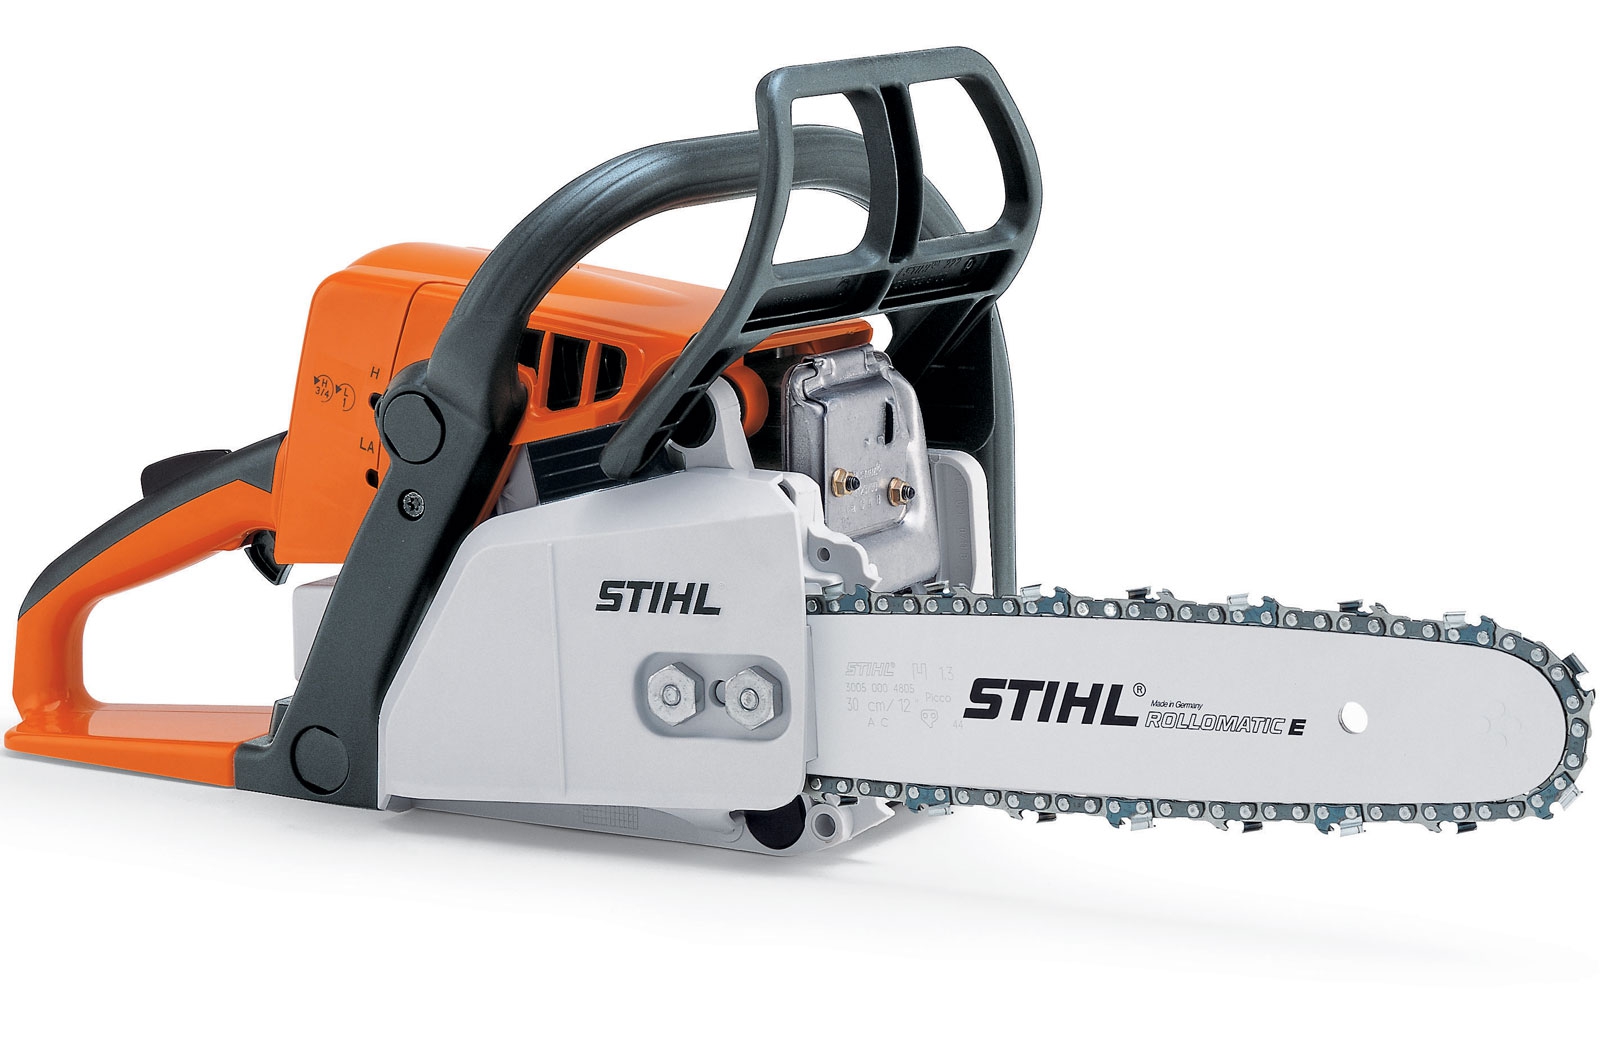 H
H
3/4
L
1
LA
STIHL
STIHL
1.3
3005 000 4805 Picco
30 cm/12"
A.C
44
STIHL®
Made in Germany
ROLLOMATIC E